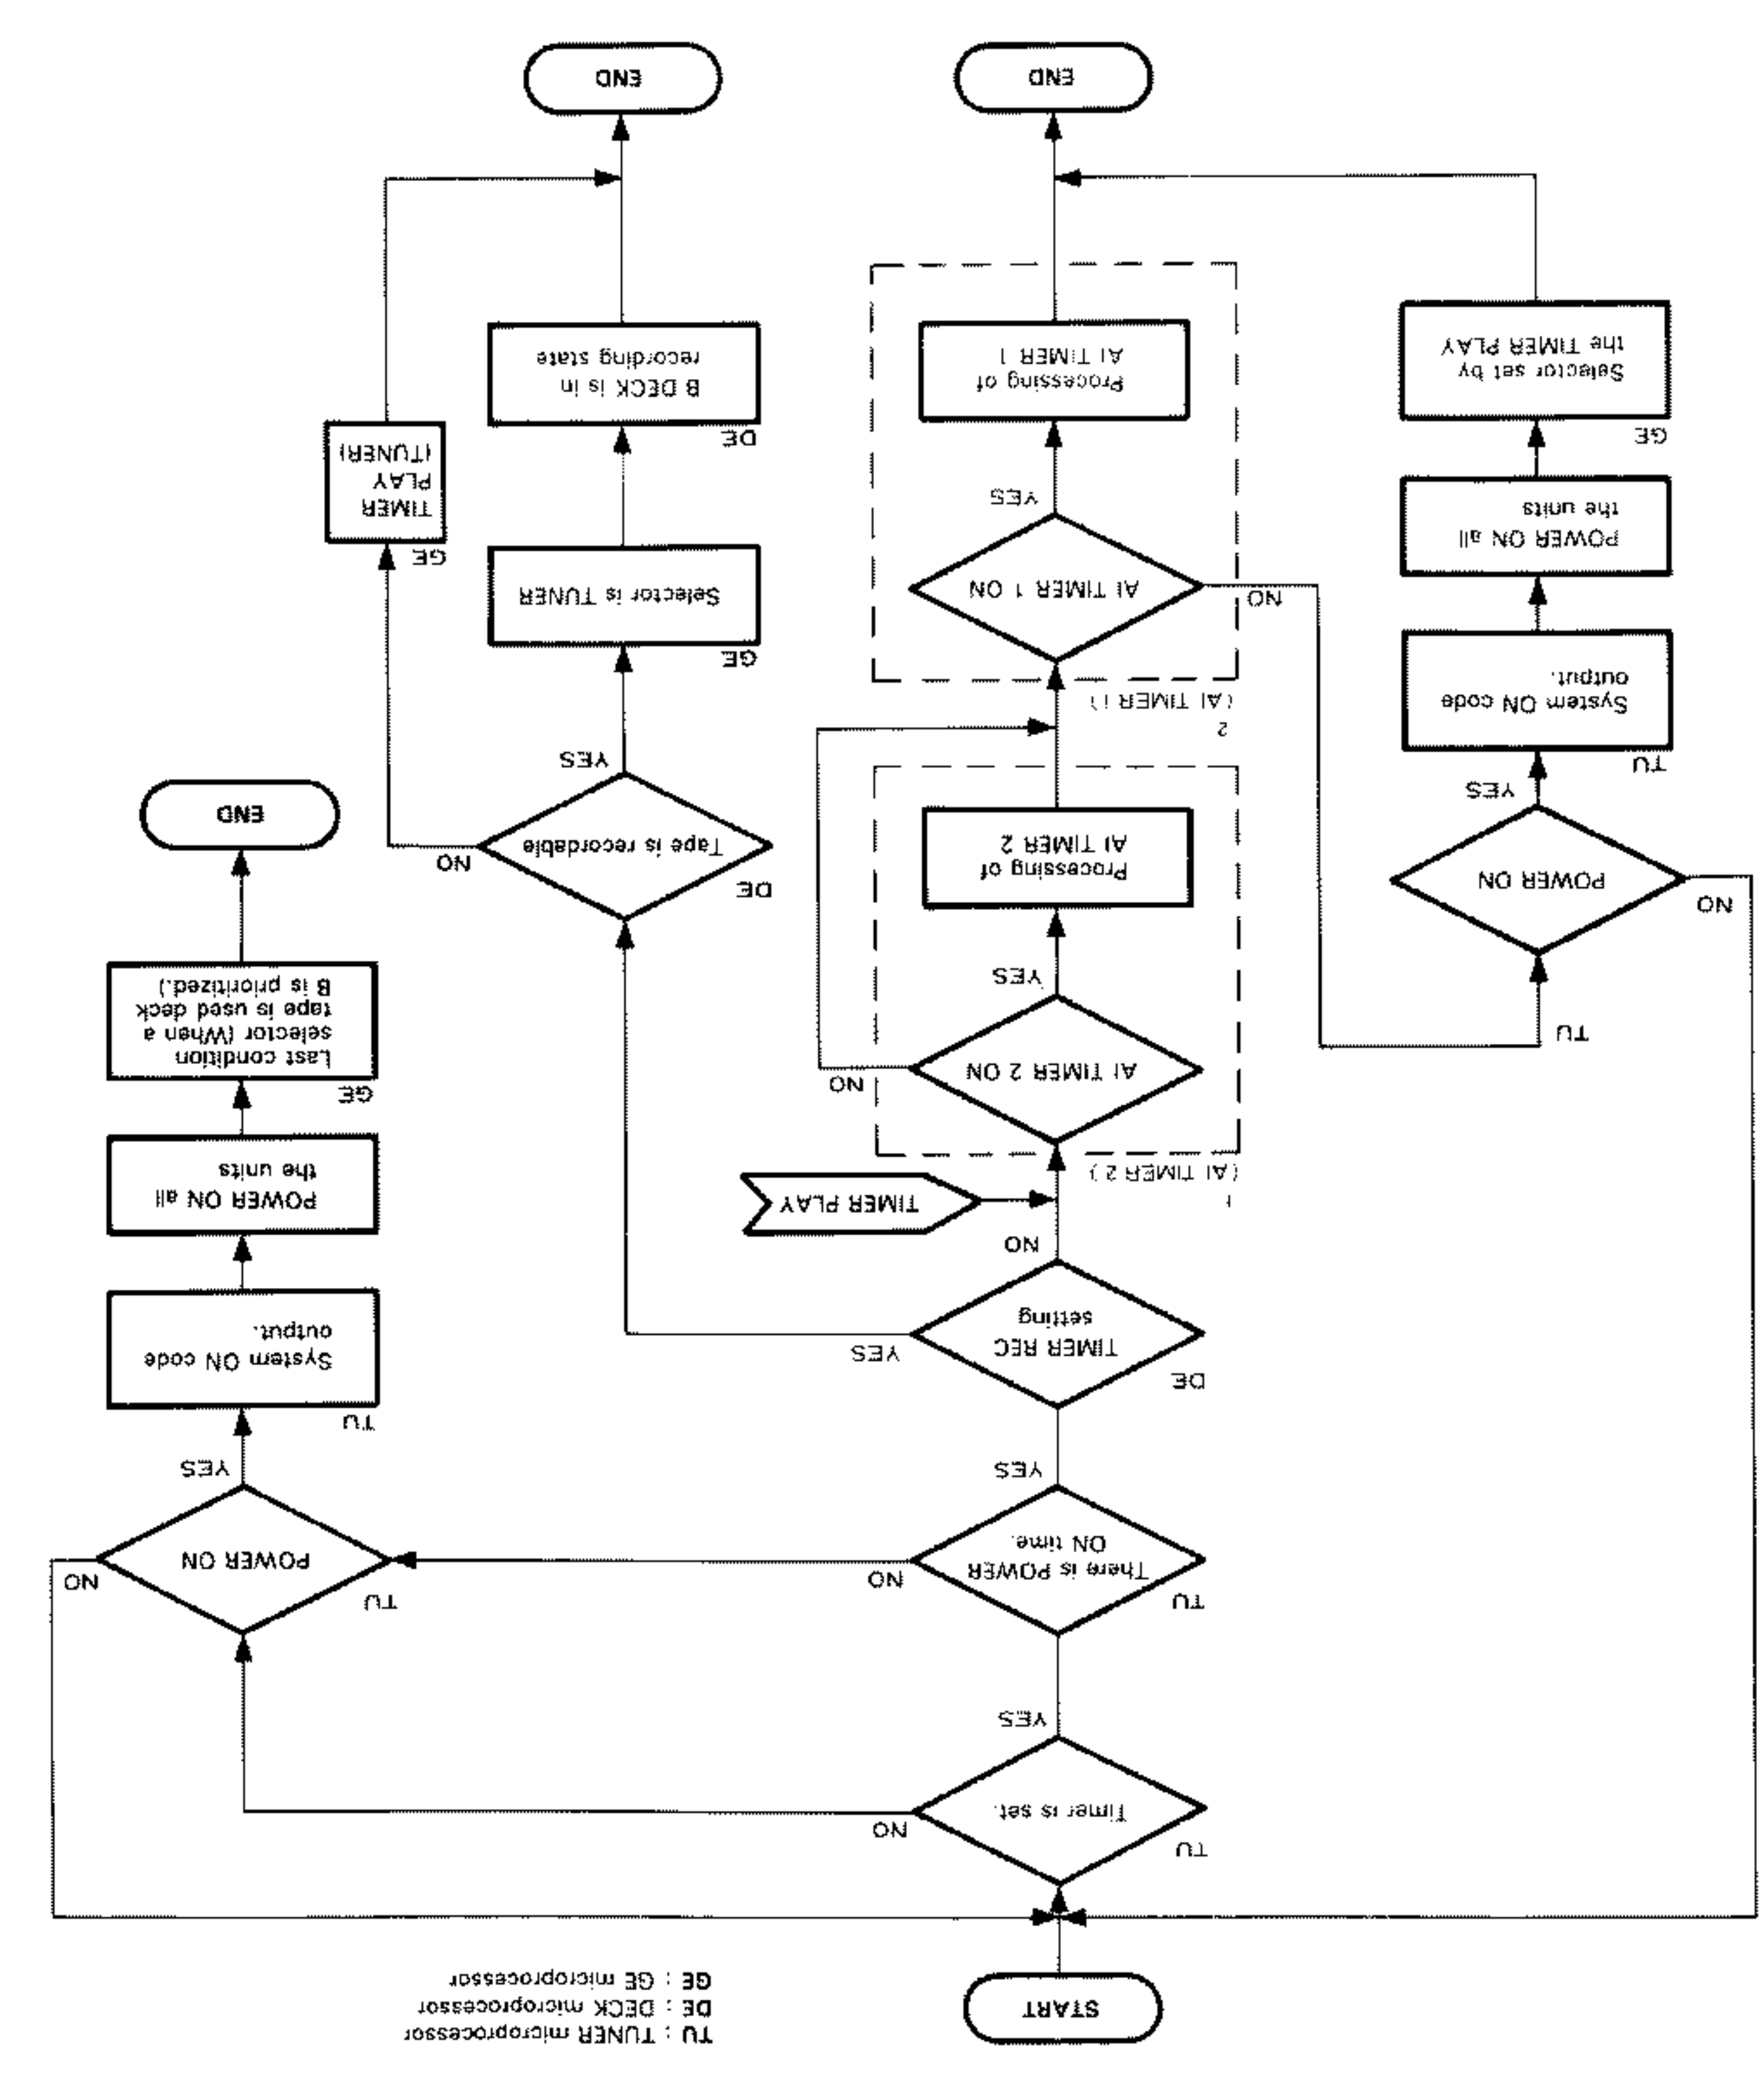 START
TU : TUNER microprocessor
DE : DECK microprocessor
GE : GE microprocessor
TU
Timer is set.
NO
YES
TU
There is POWER
ON time.
NO
YES
TU
POWER ON
NO
YES
DE
TIMER REC
setting
YES
NO
TU
System ON code
output.
POWER ON all
the units
GE
Last condition
selector (When a
tape is used deck
B is prioritized.)
END
TIMER PLAY
1
(AI TIMER 2)
AI TIMER 2 ON
NO
YES
Processing of
AI TIMER 2
2
(AI TIMER 1)
AI TIMER 1 ON
NO
YES
Processing of
AI TIMER 1
END
TU
POWER ON
NO
YES
TU
System ON code
output.
POWER ON all
the units
GE
Selector set by
the TIMER PLAY
DE
Tape is recordable
NO
YES
GE
Selector is TUNER
GE
TIMER
PLAY
(TUNER)
DE
B DECK is in
recording state
END